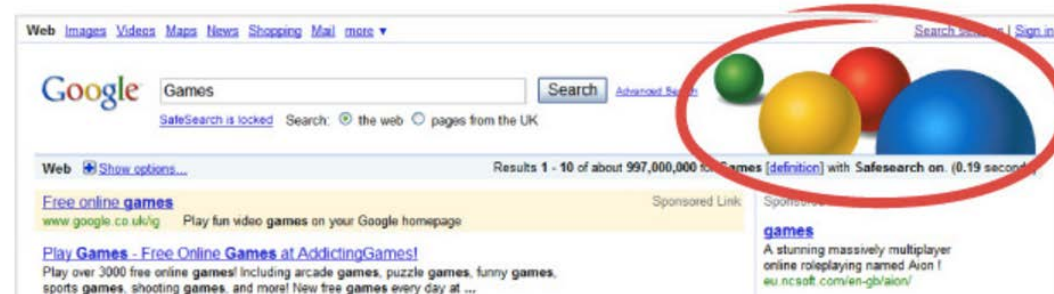 Web Images Videos Maps News Shopping Mail more ▼
Search | Sign in
Google Games Search Advanced Search
SafeSearch is locked Search: the web pages from the UK
Web Show options...
Results 1 - 10 of about 997,000,000 for Games [definition] with Safesearch on. (0.19 seconds)
Free online games
Sponsored Link
www.google.co.uk/ig Play fun video games on your Google homepage
Play Games - Free Online Games at AddictingGames!
Play over 3000 free online games! Including arcade games, puzzle games, funny games,
sports games, shooting games, and more! New free games every day at ...
games
A stunning massively multiplayer
online roleplaying named Aion !
eu.ncsoft.com/en-gb/aion/